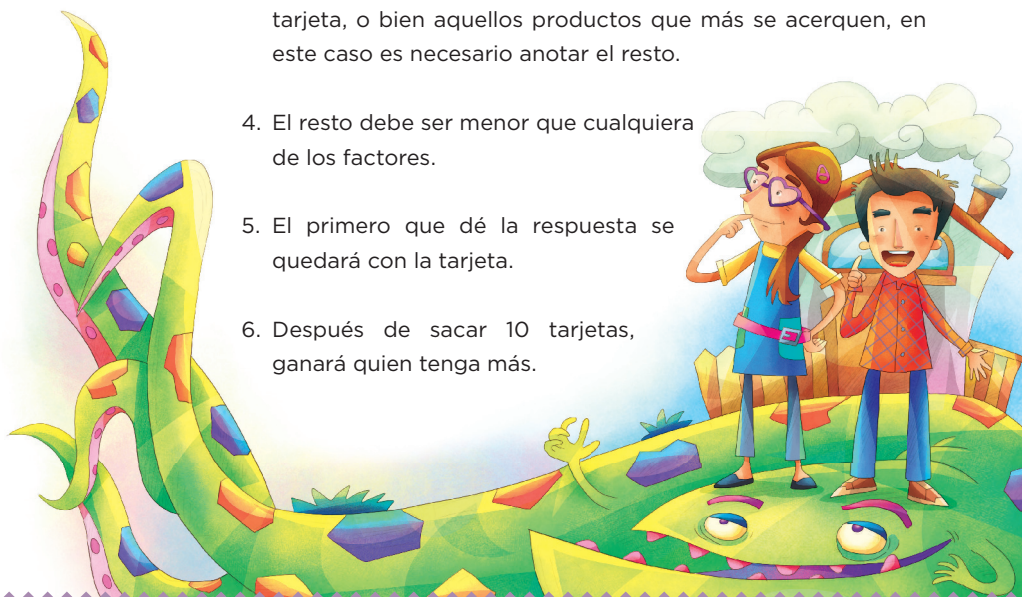 tarjeta, o bien aquellos productos que más se acerquen, en
este caso es necesario anotar el resto.
4. El resto debe ser menor que cualquiera
de los factores.
5. El primero que dé la respuesta se
quedará con la tarjeta.
6. Después de sacar 10 tarjetas,
ganará quien tenga más.